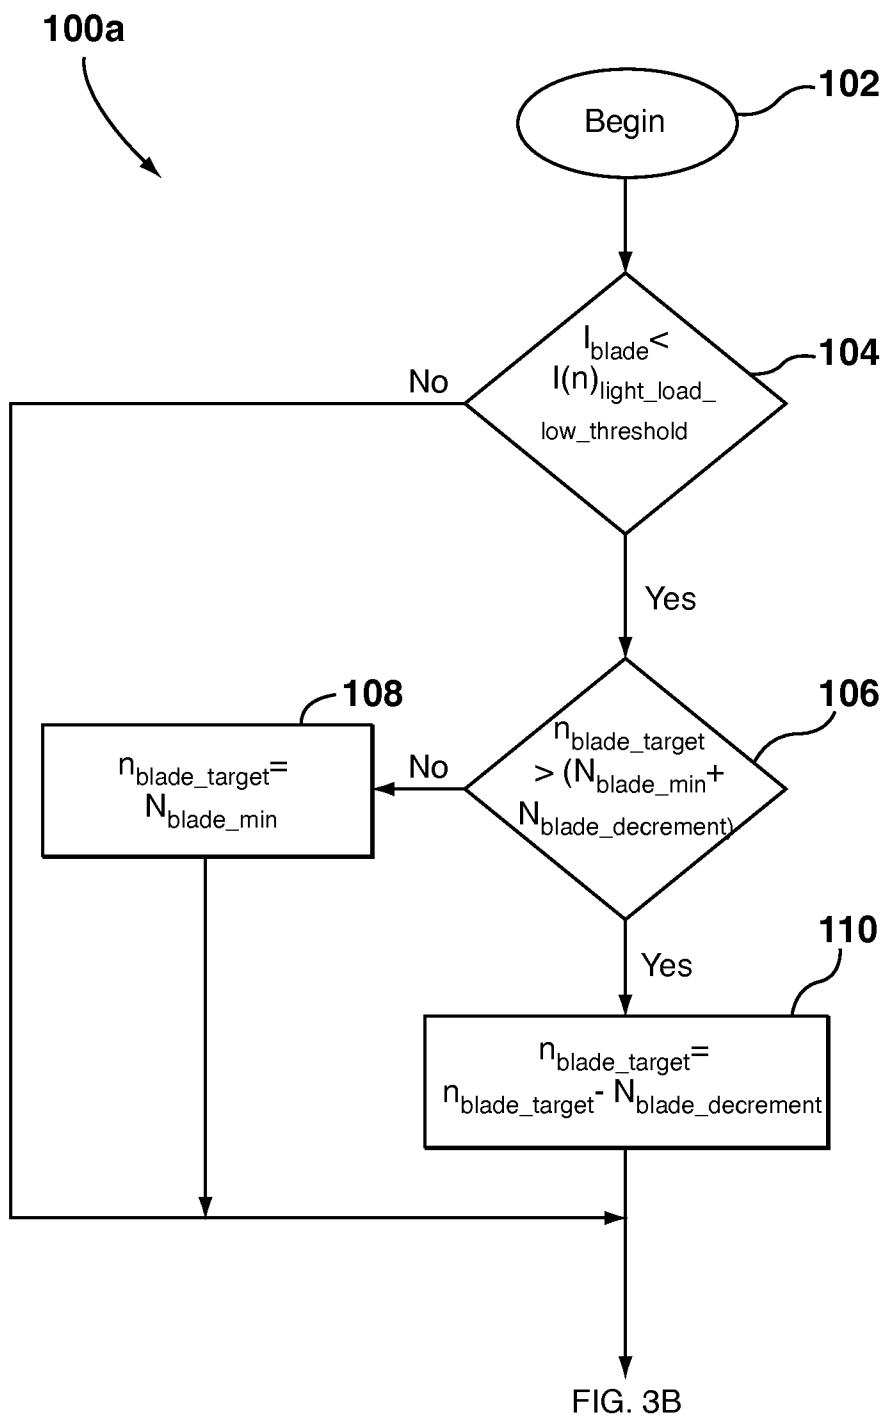 100a
102
Begin
I_blade<
I(n)_light_load_
low_threshold
104
No
Yes
108
106
n_blade_target=
N_blade_min
No
n_blade_target
> (N_blade_min+
N_blade_decrement)
Yes
110
n_blade_target=
n_blade_target- N_blade_decrement
FIG. 3B